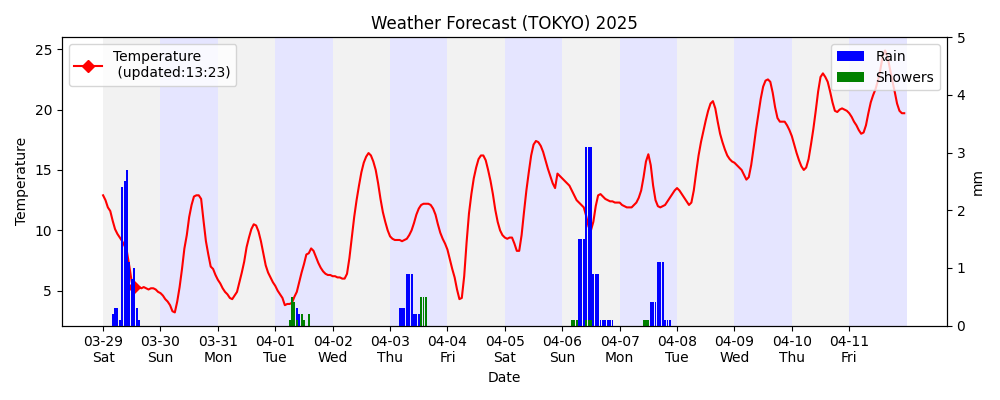 Weather Forecast (TOKYO) 2025
Temperature
(updated:13:23)
Rain
Showers
25
20
15
10
5
Temperature
5
4
3
2
1
0
mm
03-29 03-30 03-31 04-01 04-02 04-03 04-04 04-05 04-06 04-07 04-08 04-09 04-10 04-11
Sat Sun Mon Tue Wed Thu Fri Sat Sun Mon Tue Wed Thu Fri
Date